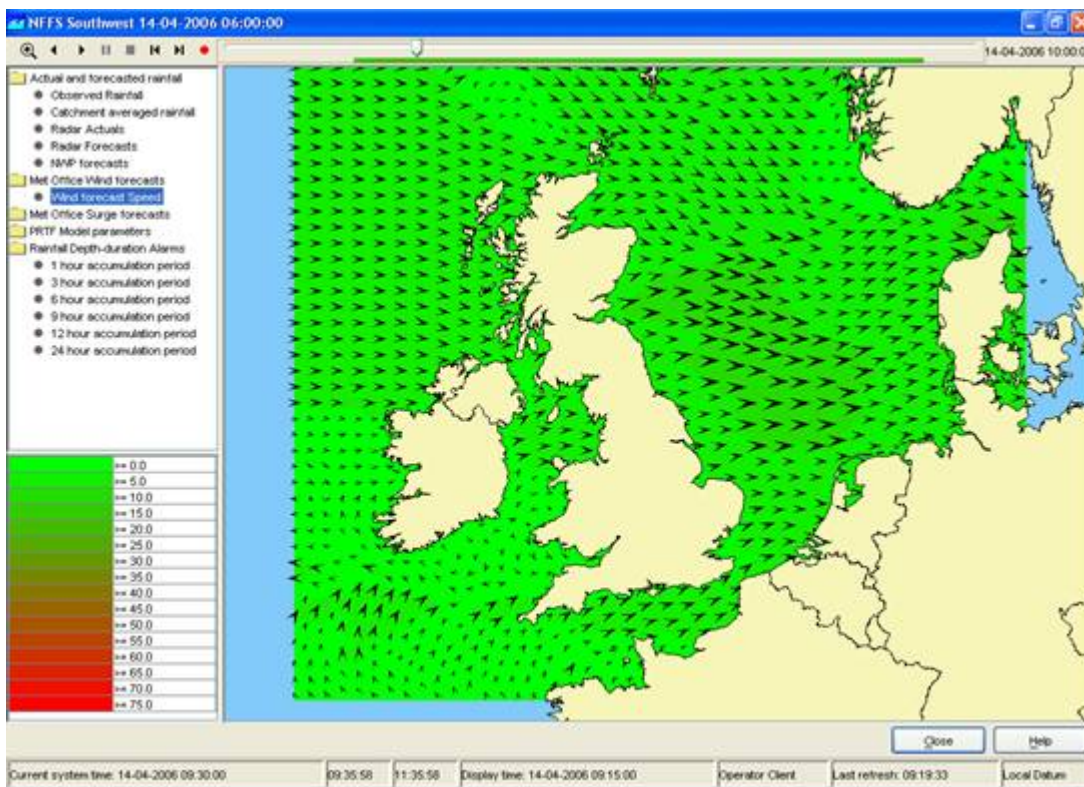 NFFS Southwest 14-04-2006 06:00:00
14-04-2006 10:00:0
Actual and forecasted rainfall
Observed Rainfall
Catchment averaged rainfall
Radar Actuals
Radar Forecasts
NWP forecasts
Met Office Wind forecasts
Wind forecast Speed
Met Office Surge forecasts
PRTF Model parameters
Rainfall Depth-duration Alarms
1 hour accumulation period
3 hour accumulation period
6 hour accumulation period
9 hour accumulation period
12 hour accumulation period
24 hour accumulation period
>= 0.0
>= 5.0
>= 10.0
>= 15.0
>= 20.0
>= 25.0
>= 30.0
>= 35.0
>= 40.0
>= 45.0
>= 50.0
>= 55.0
>= 60.0
>= 65.0
>= 70.0
>= 75.0
Close Help
Current system time: 14-04-2006 09:30:00 09:35:58 11:35:58 Display time: 14-04-2006 09:15:00 Operator Client Last refresh: 09:19:33 Local Datum